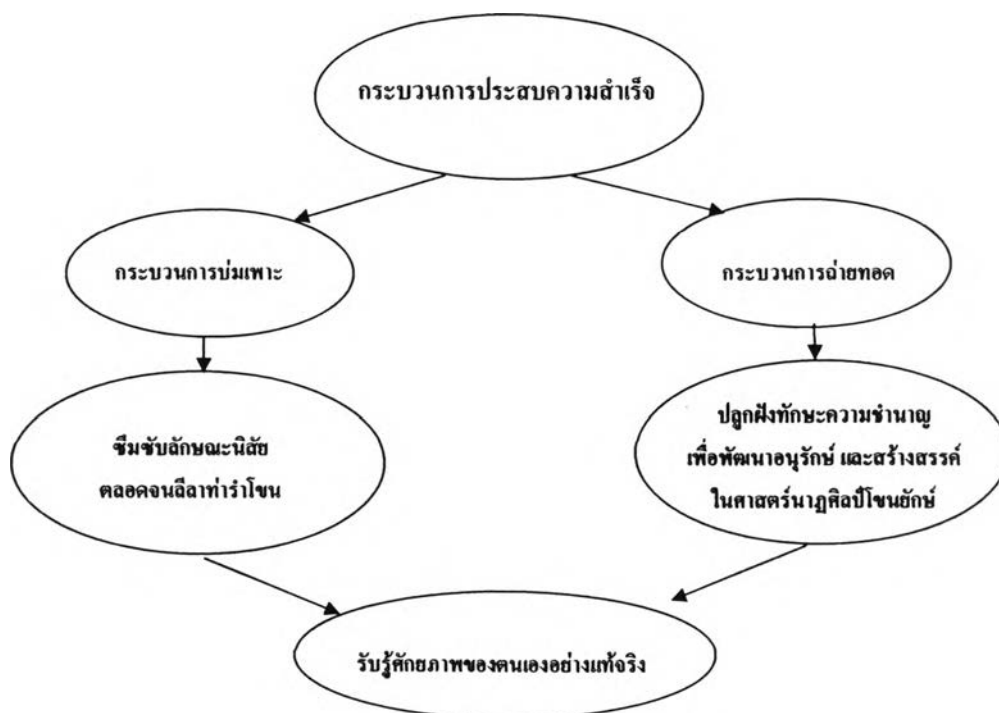 กระบวนการประสบความสำเร็จ
กระบวนการบ่มเพาะ
กระบวนการถ่ายทอด
ซึมซับลักษณะนิสัย
ตลอดจนลีลาท่ารำโขน
ปลูกฝังทักษะความชำนาญ
เพื่อพัฒนาอนุรักษ์ และสร้างสรรค์
ในศาสตร์นาฏศิลป์โขนยักษ์
รับรู้ศักยภาพของตนเองอย่างแท้จริง